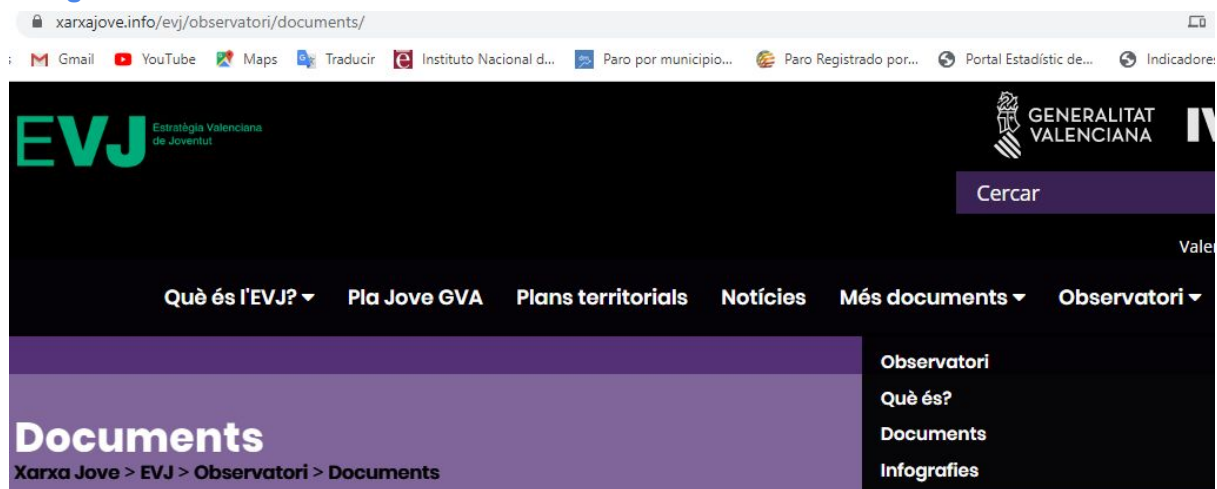 xarxajove.info/evj/observatori/documents/
Gmail YouTube Maps Traducir Instituto Nacional d... Paro por municipio... Paro Registrado por... Portal Estadístic de... Indicadores
EVJ Estratègia Valenciana
de Joventut
GENERALITAT
VALENCIANA
Cercar
Què és l'EVJ? Pla Jove GVA Plans territorials Notícies Més documents Observatori
Observatori
Què és?
Documents
Infografies
Documents
Xarxa Jove > EVJ > Observatori > Documents